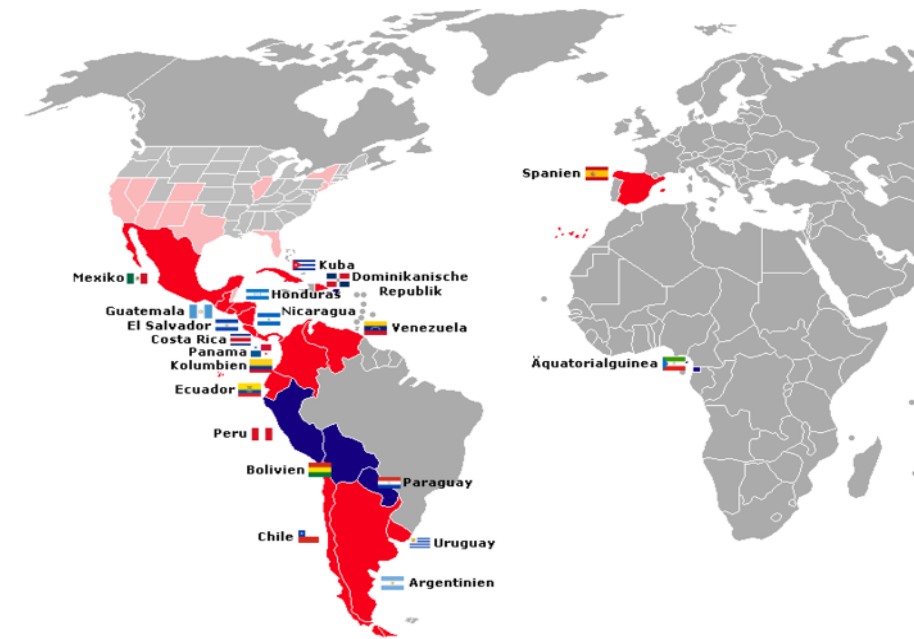 Spanien
Kuba
Mexiko
Dominikanische
Republik
Honduras
Guatemala
Nicaragua
El Salvador
Venezuela
Costa Rica
Panama
Kolumbien
Äquatorialguinea
Ecuador
Peru
Bolivien
Paraguay
Chile
Uruguay
Argentinien